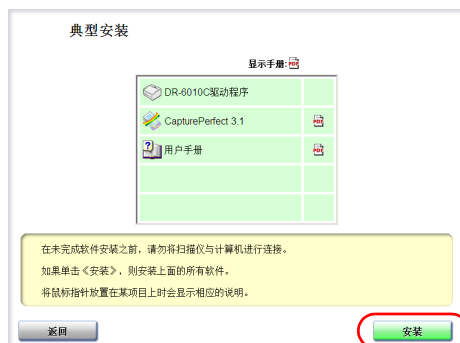 典型安装
显示手册:
DR-6010C驱动程序
CapturePerfect 3.1
用户手册
在未完成软件安装之前，请勿将扫描仪与计算机进行连接。
如果单击《安装》，则安装上面的所有软件。
将鼠标指针放置在某项目上时会显示相应的说明。
返回
安装